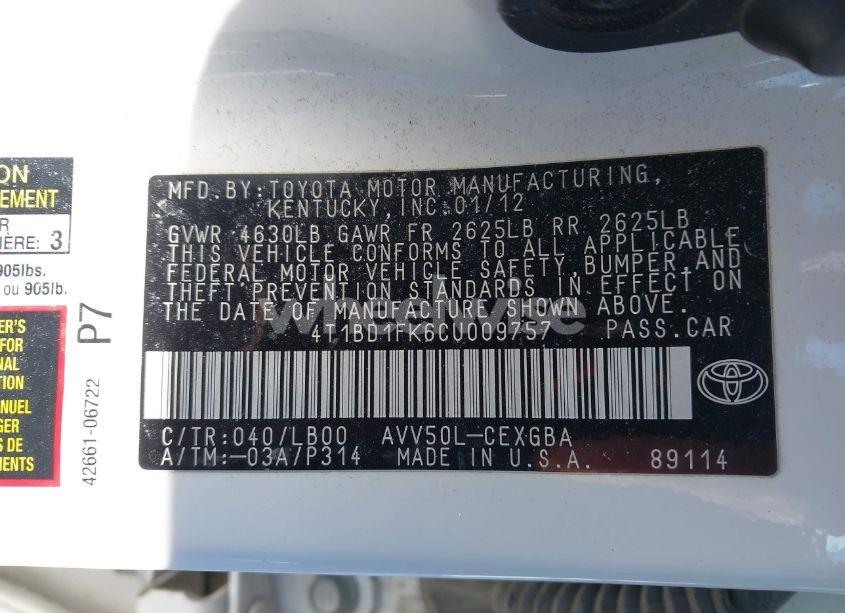 ON
EMENT
R
IÈRE: 3
905lbs.
ou 905lb.
ER'S
FOR
NAL
TION
ANUEL
GER
S DE
MENTS
P7
42661-06722
MFD. BY: TOYOTA MOTOR MANUFACTURING,
KENTUCKY, INC. 01/12
GVWR 4630LB GAWR FR 2625LB RR 2625LB
THIS VEHICLE CONFORMS TO ALL APPLICABLE
FEDERAL MOTOR VEHICLE SAFETY, BUMPER, AND
THEFT PREVENTION STANDARDS IN EFFECT ON
THE DATE OF MANUFACTURE SHOWN ABOVE.
4T1BD1FK6CU009757 PASS.CAR
C/TR:040/LB00 AVV50L-CEXGBA
A/TM:-03A/P314 MADE IN U.S.A. 89114